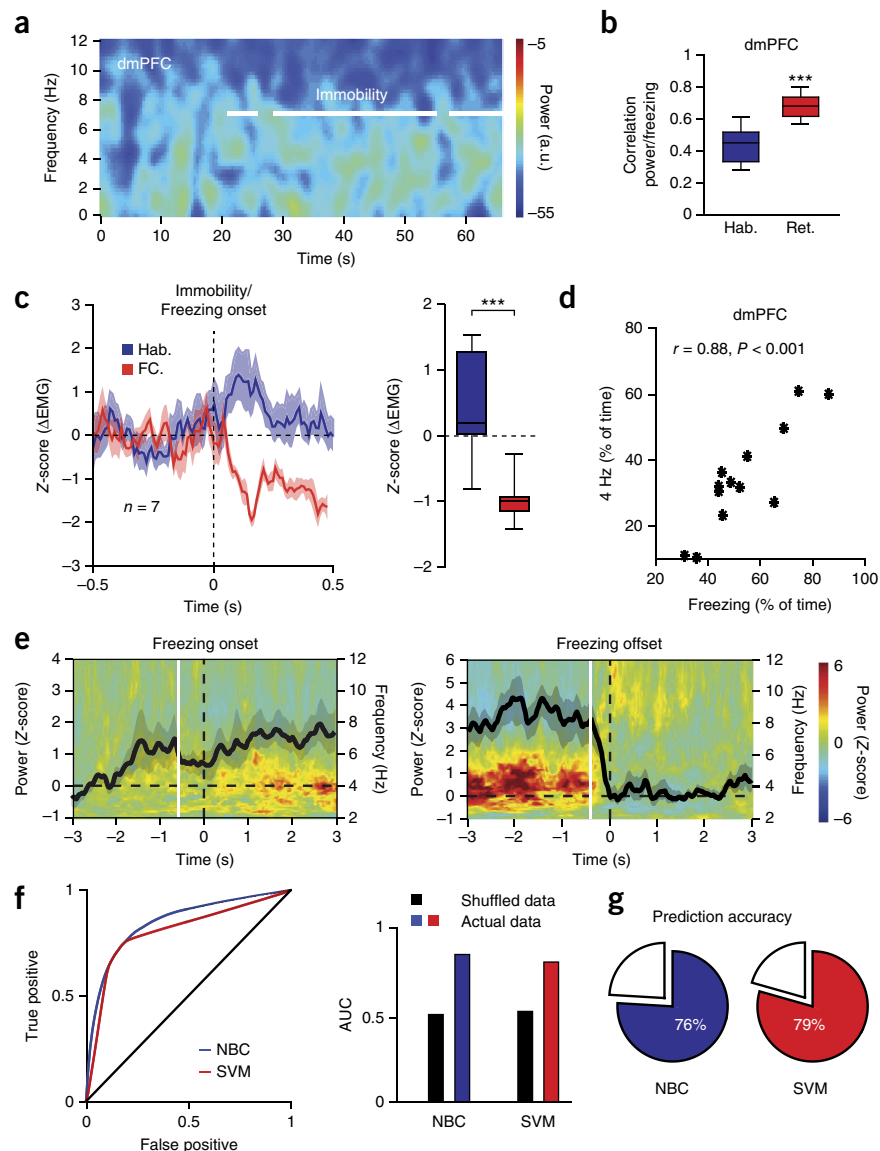 a
12
10
8
6
4
2
0
Frequency (Hz)
dmPFC
Immobility
0
10
20
30
40
50
60
Time (s)
–5
Power (a.u.)
–55
b
dmPFC
1
0.8
0.6
0.4
0.2
0
Correlation
power/freezing
***
Hab.
Ret.
c
Immobility/
Freezing onset
3
2
1
0
–1
–2
–3
Z-score (ΔEMG)
Hab.
FC.
n = 7
–0.5
0
0.5
Time (s)
2
1
0
–1
–2
Z-score (ΔEMG)
***
d
dmPFC
r = 0.88, P < 0.001
80
60
40
20
4 Hz (% of time)
20
40
60
80
100
Freezing (% of time)
e
Freezing onset
4
3
2
1
0
–1
Power (Z-score)
12
10
8
6
4
2
Frequency (Hz)
–3
–2
–1
0
1
2
3
Time (s)
Freezing offset
6
5
4
3
2
1
0
–1
Power (Z-score)
12
10
8
6
4
2
Frequency (Hz)
–3
–2
–1
0
1
2
3
Time (s)
6
0
–6
Power (Z-score)
f
1
0.5
0
True positive
NBC
SVM
0
0.5
1
False positive
Shuffled data
Actual data
1
0.5
0
AUC
NBC
SVM
g
Prediction accuracy
76%
79%
NBC
SVM